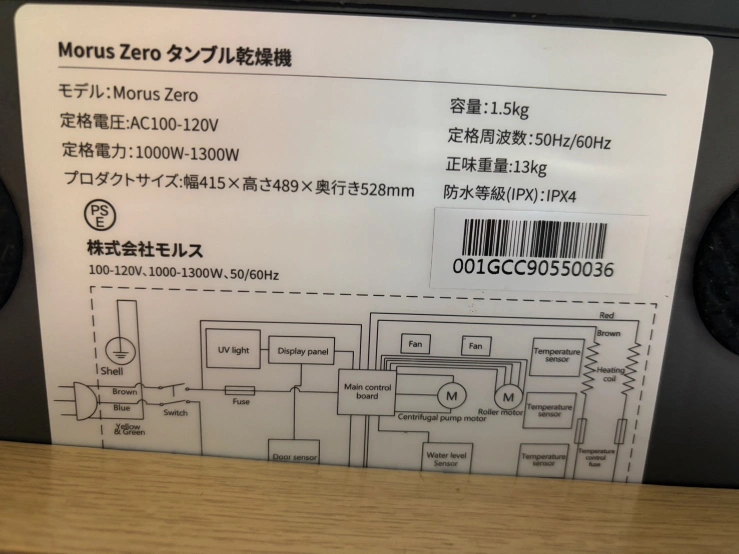 Morus Zero タンブル乾燥機
モデル:Morus Zero
定格電圧:AC100-120V
定格電力:1000W-1300W
プロダクトサイズ:幅415×高さ489×奥行き528mm
容量:1.5kg
定格周波数:50Hz/60Hz
正味重量:13kg
防水等級(IPX):IPX4
PS
E
株式会社モルス
100-120V、1000-1300W、50/60Hz
001GCC90550036
Red
Brown
UV light
Display panel
Fan
Fan
Temperature
sensor
Shell
Heating
coil
Main control
board
M
M
Brown
Blue
Switch
Fuse
Centrifugal pump motor
Roller motor
Temperature
sensor
Yellow
& Green
Door sensor
Water level
Sensor
Temperature
sensor
Temperature
control
fuse